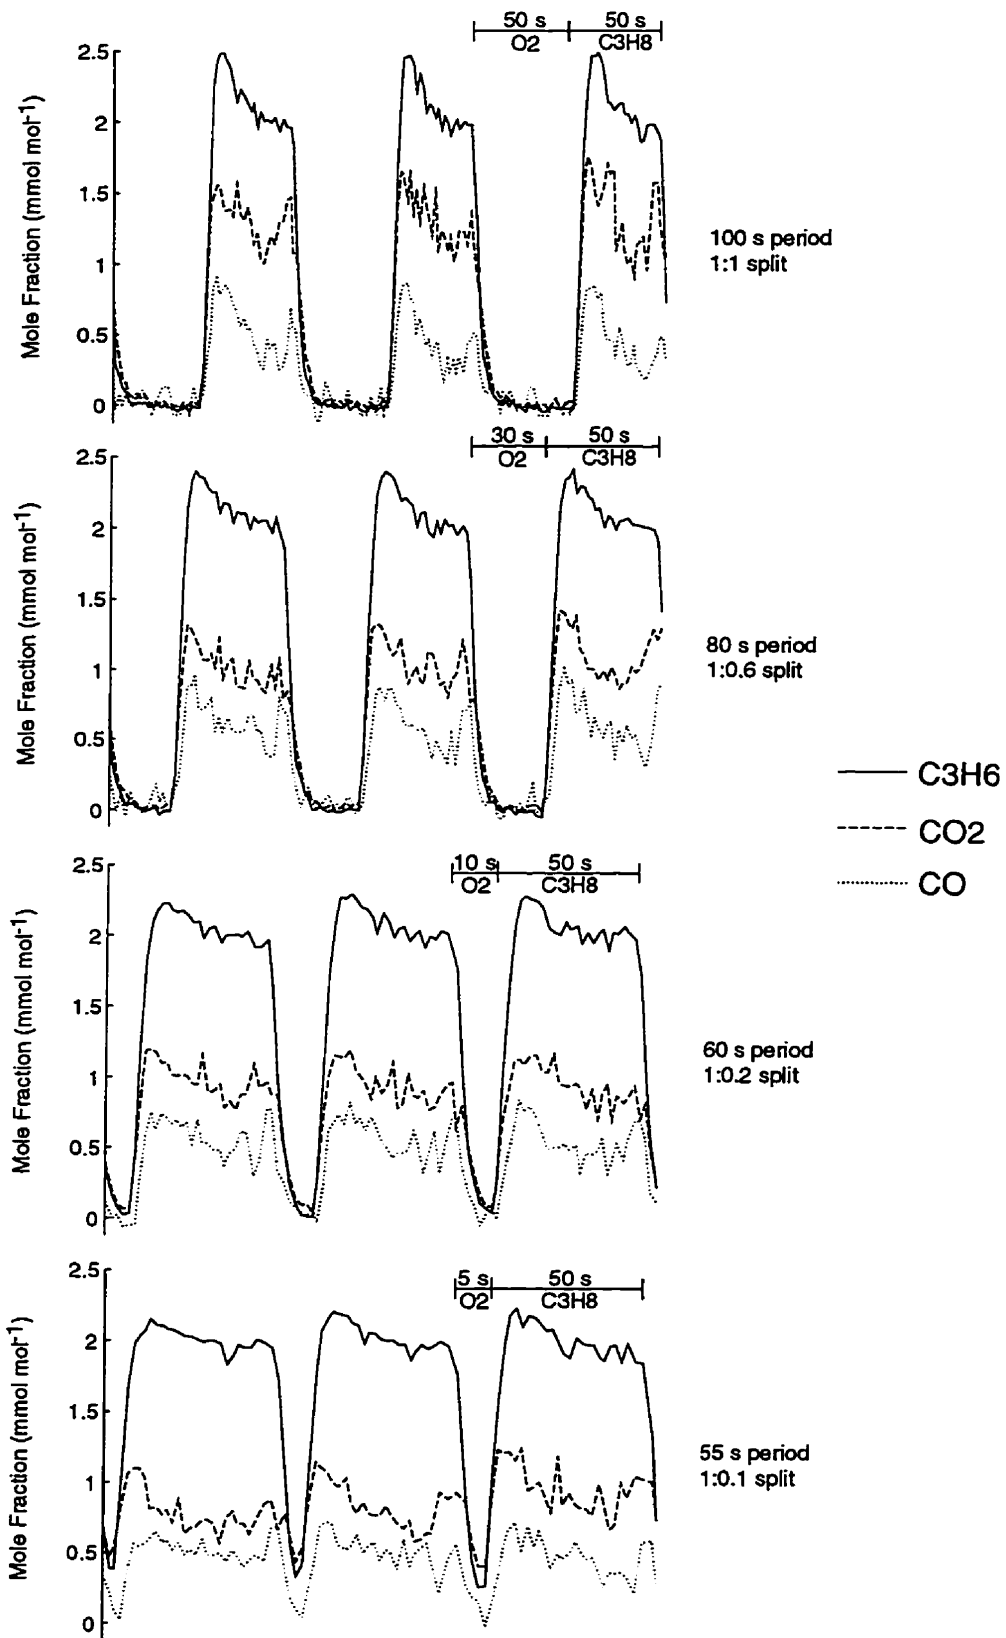 50 s 50 s
O2 C3H8
2.5
2
1.5
1
0.5
0
Mole Fraction (mmol mol-1)
100 s period
1:1 split
30 s 50 s
O2 C3H8
2.5
2
1.5
1
0.5
0
Mole Fraction (mmol mol-1)
80 s period
1:0.6 split
C3H6
CO2
CO
10 s 50 s
O2 C3H8
2.5
2
1.5
1
0.5
0
Mole Fraction (mmol mol-1)
60 s period
1:0.2 split
5 s 50 s
O2 C3H8
2.5
2
1.5
1
0.5
0
Mole Fraction (mmol mol-1)
55 s period
1:0.1 split